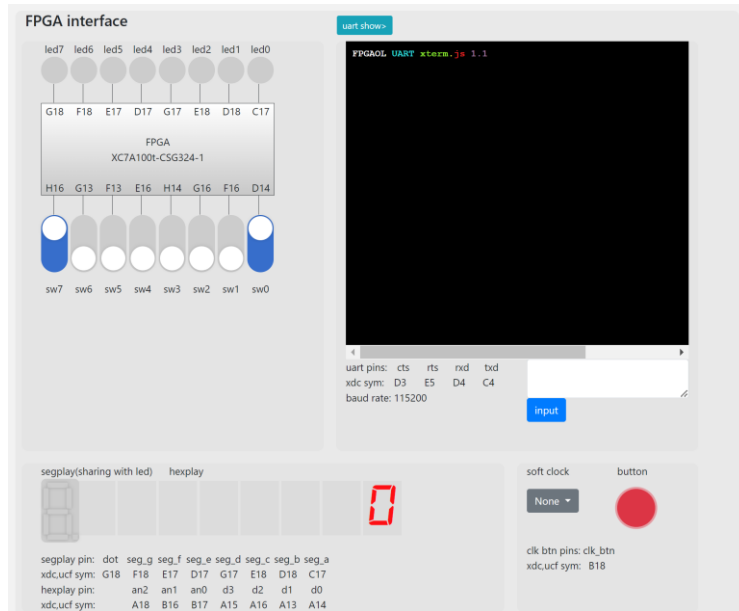 FPGA interface
uart show>
led7 led6 led5 led4 led3 led2 led1 led0
G18 F18 E17 D17 G17 E18 D18 C17
FPGA
XC7A100t-CSG324-1
H16 G13 F13 E16 H14 G16 F16 D14
sw7 sw6 sw5 sw4 sw3 sw2 sw1 sw0
FPGAOL UART xterm.js 1.1
uart pins: cts rts rxd txd
xdc sym: D3 E5 D4 C4
baud rate: 115200
input
segplay(sharing with led) hexplay
0
segplay pin: dot seg_g seg_f seg_e seg_d seg_c seg_b seg_a
xdc,ucf sym: G18 F18 E17 D17 G17 E18 D18 C17
hexplay pin: an2 an1 an0 d3 d2 d1 d0
xdc,ucf sym: A18 B16 B17 A15 A16 A13 A14
soft clock button
None
clk btn pins: clk_btn
xdc,ucf sym: B18